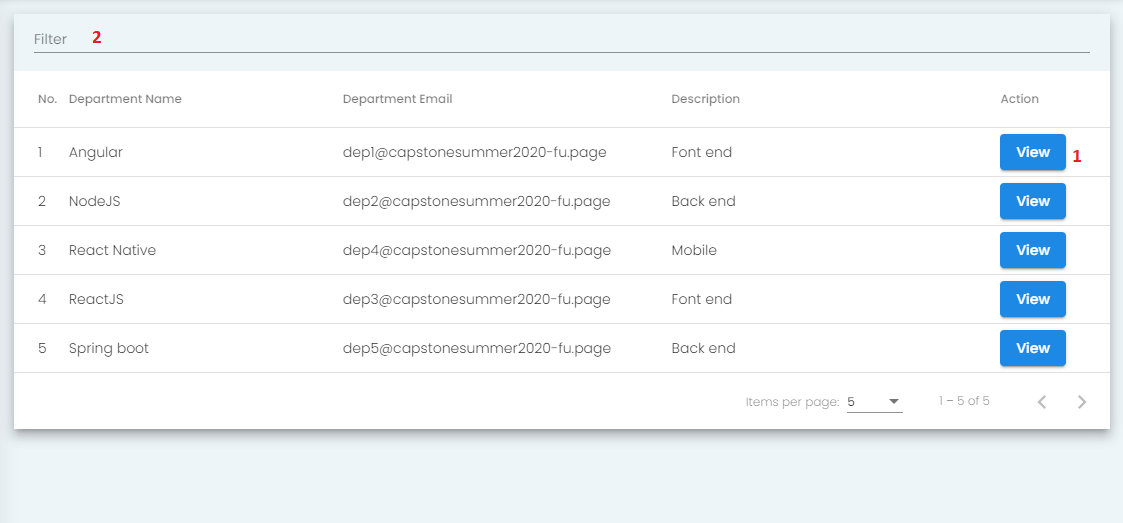 Filter 2
No. Department Name Department Email Description Action
1 Angular dep1@capstonesummer2020-fu.page Font end View 1
2 NodeJS dep2@capstonesummer2020-fu.page Back end View
3 React Native dep4@capstonesummer2020-fu.page Mobile View
4 ReactJS dep3@capstonesummer2020-fu.page Font end View
5 Spring boot dep5@capstonesummer2020-fu.page Back end View
Items per page: 5 1 – 5 of 5